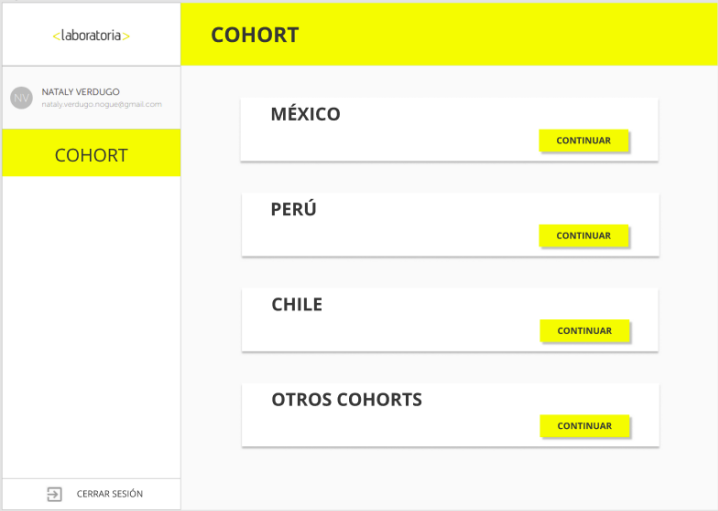 <laboratoria>
COHORT
NV
NATALY VERDUGO
nataly.verdugo.nogue@gmail.com
COHORT
MÉXICO
CONTINUAR
PERÚ
CONTINUAR
CHILE
CONTINUAR
OTROS COHORTS
CONTINUAR
CERRAR SESIÓN